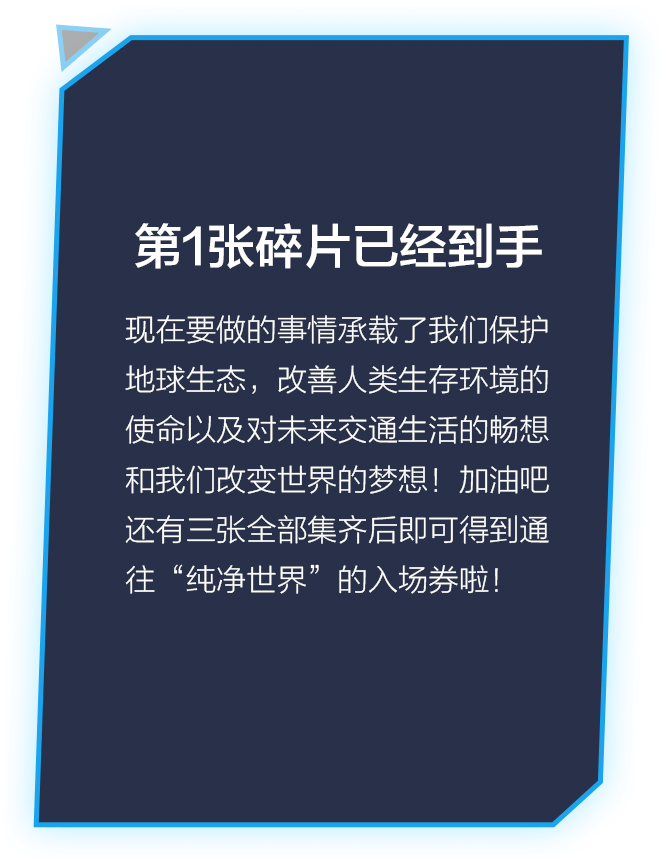 第1张碎片已经到手
现在要做的事情承载了我们保护
地球生态，改善人类生存环境的
使命以及对未来交通生活的畅想
和我们改变世界的梦想！加油吧
还有三张全部集齐后即可得到通
往“纯净世界”的入场券啦！